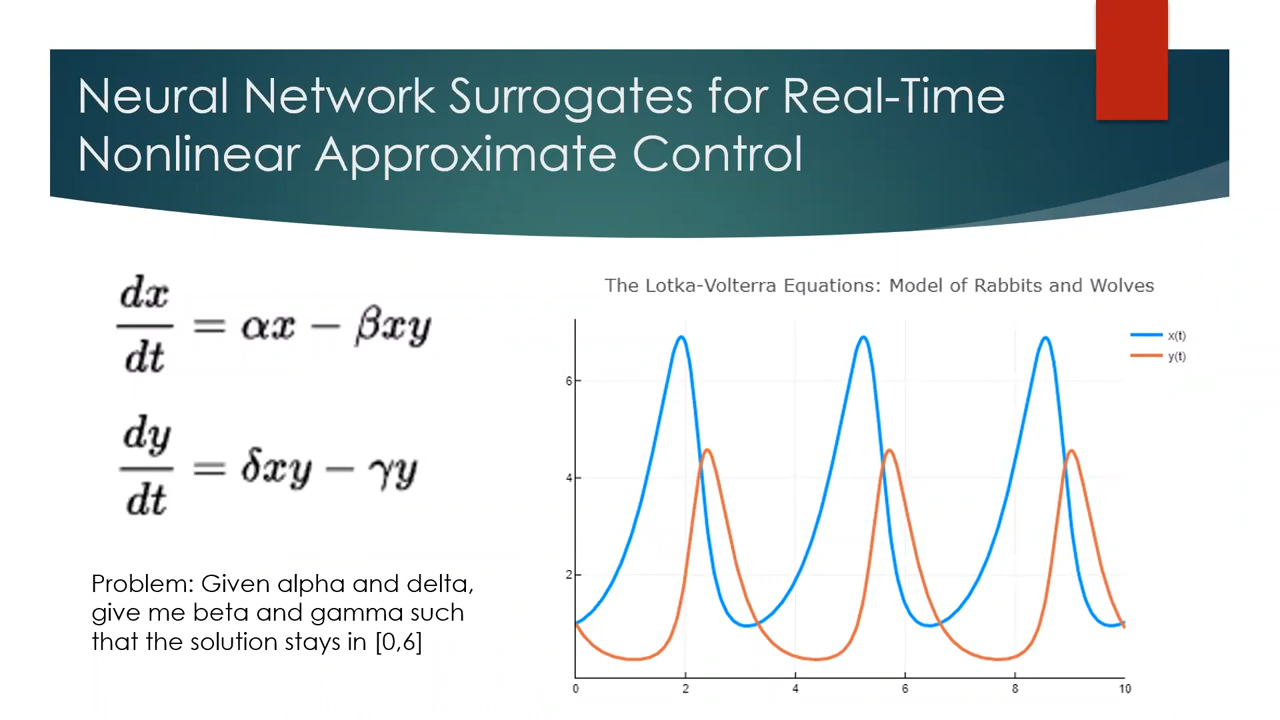 Neural Network Surrogates for Real-Time
Nonlinear Approximate Control
dx/dt = αx − βxy
dy/dt = δxy − γy
Problem: Given alpha and delta,
give me beta and gamma such
that the solution stays in [0,6]
The Lotka-Volterra Equations: Model of Rabbits and Wolves
x(t)
y(t)
6
4
2
0 2 4 6 8 10